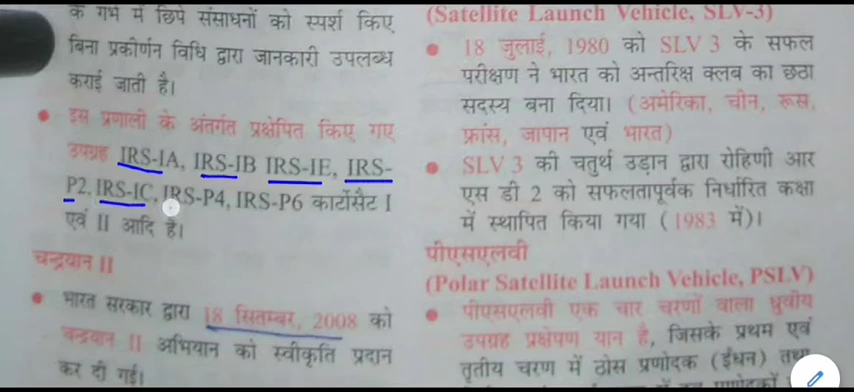 के गर्भ में छिपे संसाधनों को स्पर्श किए
बिना प्रकीर्णन विधि द्वारा जानकारी उपलब्ध
कराई जाती है।
● इस प्रणाली के अंतर्गत प्रक्षेपित किए गए
उपग्रह IRS-IA, IRS-IB IRS-IE, IRS-
P2, IRS-IC, IRS-P4, IRS-P6 कार्टोसैट I
एवं II आदि है।
चन्द्रयान II
● भारत सरकार द्वारा 18 सितम्बर, 2008 को
चन्द्रयान II अभियान को स्वीकृति प्रदान
कर दी गई।
(Satellite Launch Vehicle, SLV-3)
● 18 जुलाई, 1980 को SLV 3 के सफल
परीक्षण ने भारत को अन्तरिक्ष क्लब का छठा
सदस्य बना दिया। (अमेरिका, चीन, रूस,
फ्रांस, जापान एवं भारत)
● SLV 3 की चतुर्थ उड़ान द्वारा रोहिणी आर
एस डी 2 को सफलतापूर्वक निर्धारित कक्षा
में स्थापित किया गया (1983 में)।
पीएसएलवी
(Polar Satellite Launch Vehicle, PSLV)
● पीएसएलवी एक चार चरणों वाला ध्रुवीय
उपग्रह प्रक्षेपण यान है, जिसके प्रथम एवं
तृतीय चरण में ठोस प्रणोदक (ईंधन) तथा